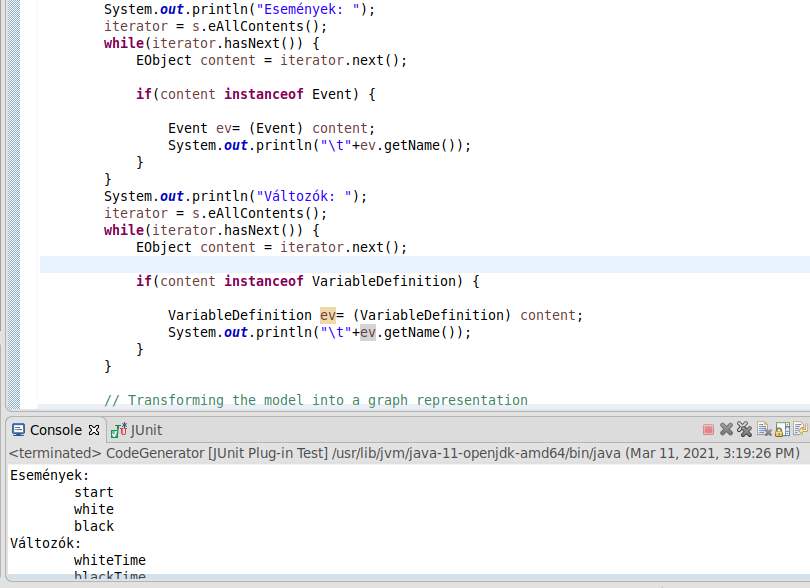 System.out.println("Események: ");
iterator = s.eAllContents();
while(iterator.hasNext()) {
EObject content = iterator.next();
if(content instanceof Event) {
Event ev= (Event) content;
System.out.println("\t"+ev.getName());
}
}
System.out.println("Változók: ");
iterator = s.eAllContents();
while(iterator.hasNext()) {
EObject content = iterator.next();
if(content instanceof VariableDefinition) {
VariableDefinition ev= (VariableDefinition) content;
System.out.println("\t"+ev.getName());
}
}
// Transforming the model into a graph representation
Console JUnit
<terminated> CodeGenerator [JUnit Plug-in Test] /usr/lib/jvm/java-11-openjdk-amd64/bin/java (Mar 11, 2021, 3:19:26 PM)
Események:
start
white
black
Változók:
whiteTime
blackTime